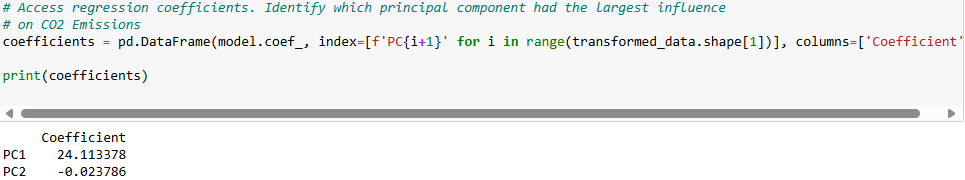 # Access regression coefficients. Identify which principal component had the largest influence
# on CO2 Emissions
coefficients = pd.DataFrame(model.coef_, index=[f'PC{i+1}' for i in range(transformed_data.shape[1])], columns=['Coefficient'
print(coefficients)
Coefficient
PC1 24.113378
PC2 -0.023786